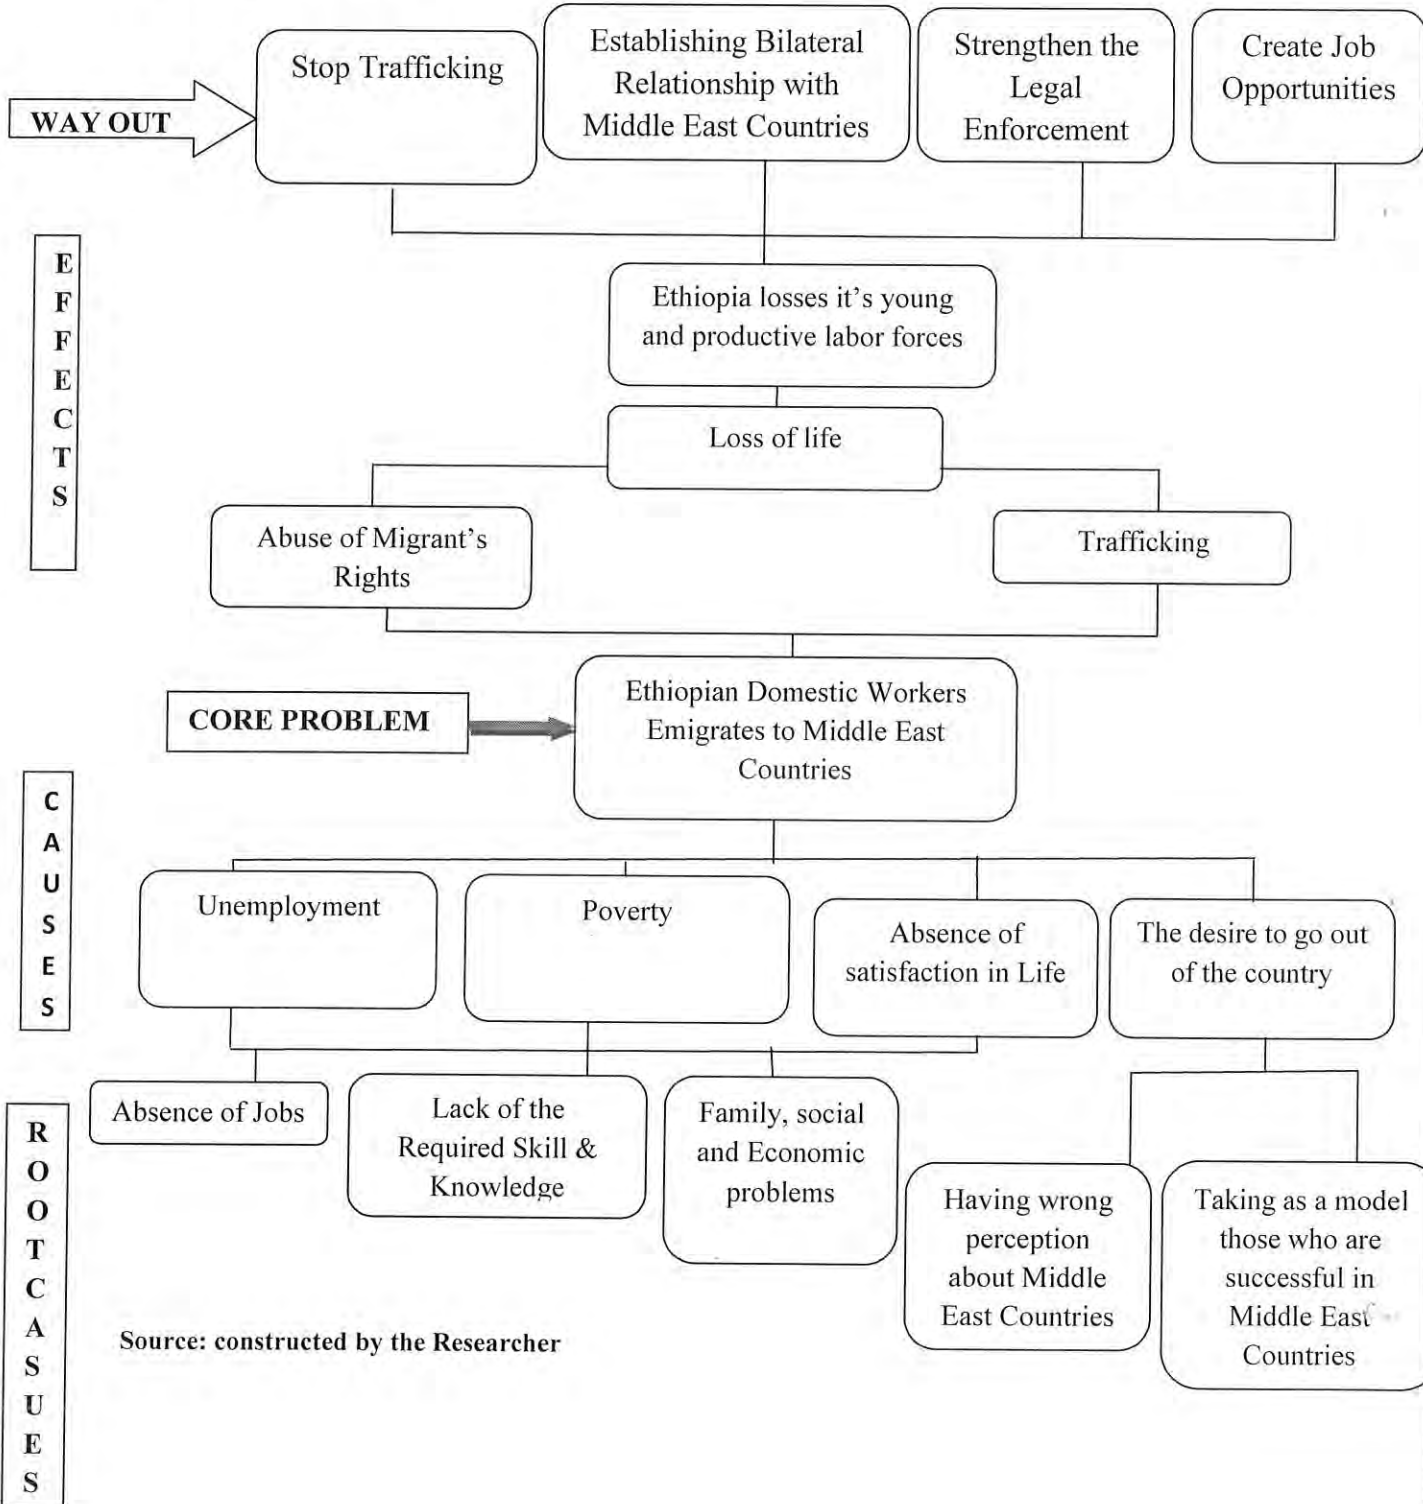 WAY OUT
Stop Trafficking
Establishing Bilateral
Relationship with
Middle East Countries
Strengthen the
Legal
Enforcement
Create Job
Opportunities
EFFECTS
Ethiopia losses it's young
and productive labor forces
Loss of life
Abuse of Migrant's
Rights
Trafficking
CORE PROBLEM
Ethiopian Domestic Workers
Emigrates to Middle East
Countries
CAUSES
Unemployment
Poverty
Absence of
satisfaction in Life
The desire to go out
of the country
ROOTCASUES
Absence of Jobs
Lack of the
Required Skill &
Knowledge
Family, social
and Economic
problems
Having wrong
perception
about Middle
East Countries
Taking as a model
those who are
successful in
Middle East
Countries
Source: constructed by the Researcher